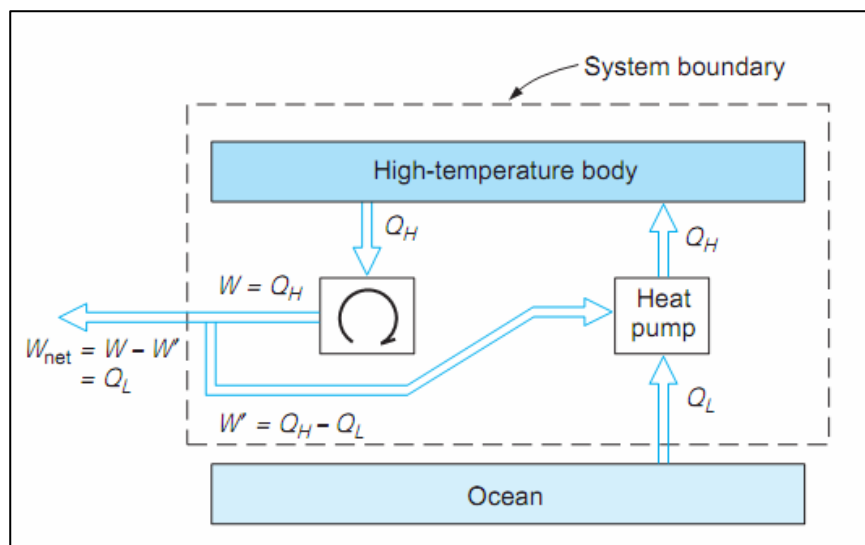 System boundary
High-temperature body
Q_H
Q_H
W = Q_H
Heat
pump
W_net = W – W′
= Q_L
Q_L
W′ = Q_H – Q_L
Ocean